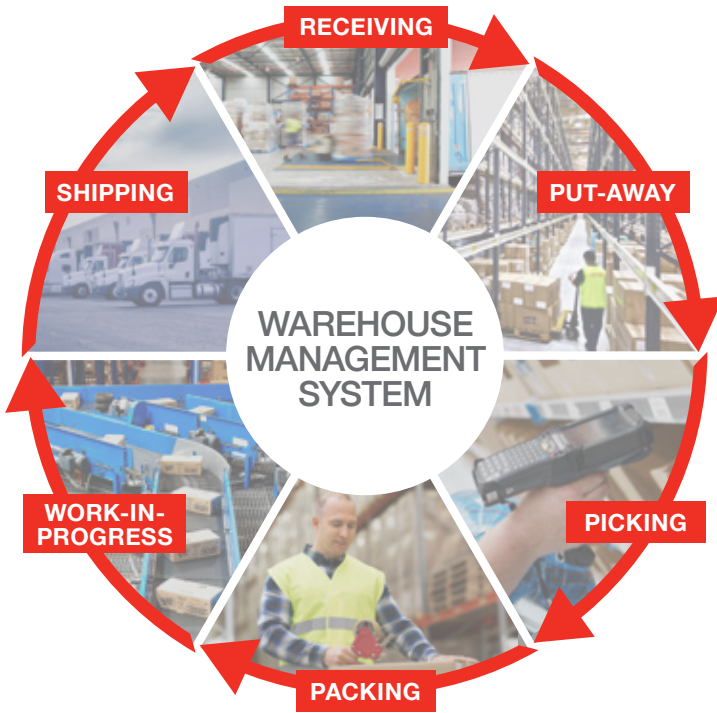 RECEIVING
PUT-AWAY
PICKING
PACKING
WORK-IN-
PROGRESS
SHIPPING
WAREHOUSE
MANAGEMENT
SYSTEM